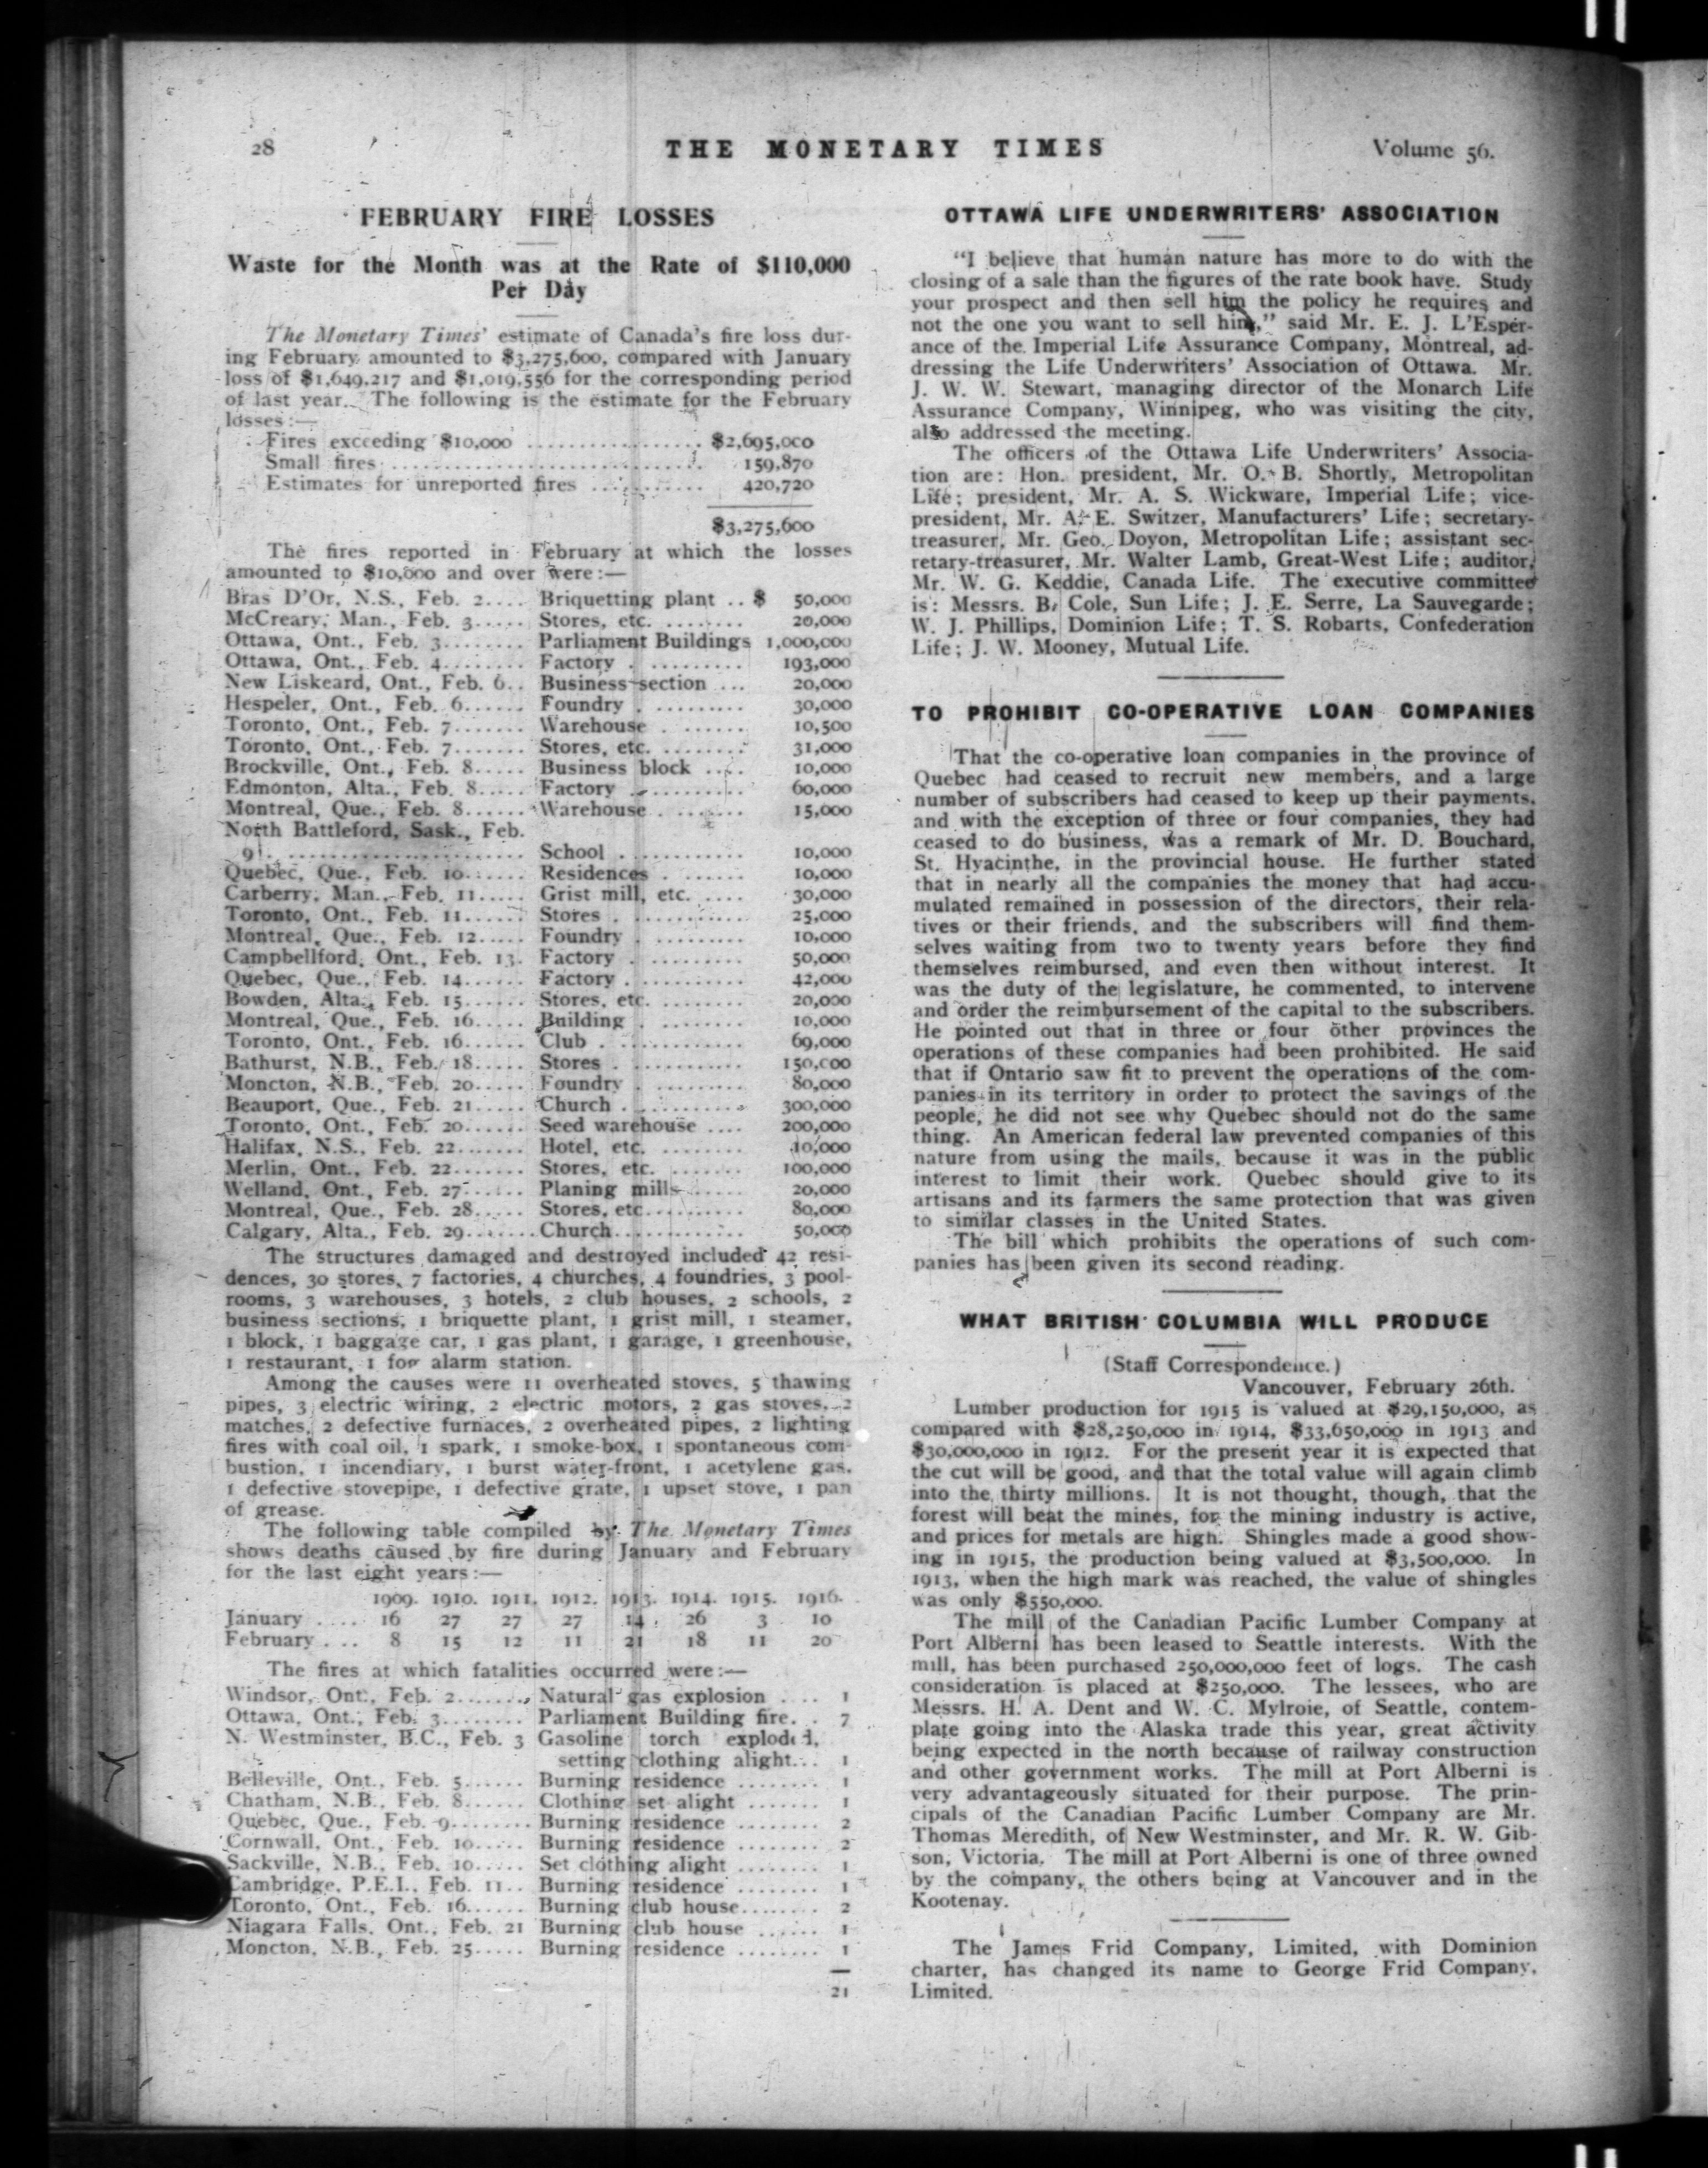 28
THE MONETARY TIMES
Volume 56.
FEBRUARY FIRE LOSSES
Waste for the Month was at the Rate of $110,000
Per Day
The Monetary Times' estimate of Canada's fire loss dur-
ing February amounted to $3,275,600, compared with January
loss of $1,649,217 and $1,019,556 for the corresponding period
of last year. The following is the estimate for the February
losses:—
Fires exceeding $10,000 .................... $2,695,000
Small fires .............................. 159,870
Estimates for unreported fires ........... 420,720
$3,275,600
The fires reported in February at which the losses
amounted to $10,000 and over were:—
Bras D'Or, N.S., Feb. 2.... Briquetting plant .. $ 50,000
McCreary, Man., Feb. 3..... Stores, etc. ........ 20,000
Ottawa, Ont., Feb. 3........ Parliament Buildings 1,000,000
Ottawa, Ont., Feb. 4........ Factory . ......... 193,000
New Liskeard, Ont., Feb. 6.. Business section ... 20,000
Hespeler, Ont., Feb. 6...... Foundry . ......... 30,000
Toronto, Ont., Feb. 7....... Warehouse . ....... 10,500
Toronto, Ont., Feb. 7....... Stores, etc. ........ 31,000
Brockville, Ont., Feb. 8..... Business block .... 10,000
Edmonton, Alta., Feb. 8..... Factory . ......... 60,000
Montreal, Que., Feb. 8...... Warehouse . ....... 15,000
North Battleford, Sask., Feb.
9 . ...................... School . ........... 10,000
Quebec, Que., Feb. 10...... Residences . ....... 10,000
Carberry, Man., Feb. 11..... Grist mill, etc. .... 30,000
Toronto, Ont., Feb. 11...... Stores . ........... 25,000
Montreal, Que., Feb. 12..... Foundry . ......... 10,000
Campbellford, Ont., Feb. 13. Factory . ......... 50,000
Quebec, Que., Feb. 14...... Factory . .......... 42,000
Bowden, Alta., Feb. 15...... Stores, etc. ........ 20,000
Montreal, Que., Feb. 16..... Building . ........ 10,000
Toronto, Ont., Feb. 16...... Club . ............ 69,000
Bathurst, N.B., Feb. 18..... Stores . ........... 150,000
Moncton, N.B., Feb. 20..... Foundry . ......... 80,000
Beauport, Que., Feb. 21..... Church . ........... 300,000
Toronto, Ont., Feb. 20...... Seed warehouse .... 200,000
Halifax, N.S., Feb. 22....... Hotel, etc. ........ 10,000
Merlin, Ont., Feb. 22....... Stores, etc. ....... 100,000
Welland, Ont., Feb. 27...... Planing mills...... 20,000
Montreal, Que., Feb. 28..... Stores, etc.......... 80,000
Calgary, Alta., Feb. 29....... Church............. 50,000
The structures damaged and destroyed included 42 resi-
dences, 30 stores, 7 factories, 4 churches, 4 foundries, 3 pool-
rooms, 3 warehouses, 3 hotels, 2 club houses, 2 schools, 2
business sections, 1 briquette plant, 1 grist mill, 1 steamer,
1 block, 1 baggage car, 1 gas plant, 1 garage, 1 greenhouse,
1 restaurant, 1 fog alarm station.
Among the causes were 11 overheated stoves, 5 thawing
pipes, 3 electric wiring, 2 electric motors, 2 gas stoves, 2
matches, 2 defective furnaces, 2 overheated pipes, 2 lighting
fires with coal oil, 1 spark, 1 smoke-box, 1 spontaneous com-
bustion, 1 incendiary, 1 burst water-front, 1 acetylene gas,
1 defective stovepipe, 1 defective grate, 1 upset stove, 1 pan
of grease.
The following table compiled by The Monetary Times
shows deaths caused by fire during January and February
for the last eight years:—
1909. 1910. 1911. 1912. 1913. 1914. 1915. 1916.
January .... 16 27 27 27 14 26 3 10
February . ... 8 15 12 11 21 18 11 20
The fires at which fatalities occurred were:—
Windsor, Ont., Feb. 2....... Natural gas explosion .... 1
Ottawa, Ont., Feb. 3........ Parliament Building fire. . 7
N. Westminster, B.C., Feb. 3 Gasoline torch exploded,
setting clothing alight... 1
Belleville, Ont., Feb. 5...... Burning residence ........ 1
Chatham, N.B., Feb. 8...... Clothing set alight ....... 1
Quebec, Que., Feb. 9........ Burning residence ........ 2
Cornwall, Ont., Feb. 10..... Burning residence ........ 2
Sackville, N.B., Feb. 10..... Set clothing alight ........ 1
Cambridge, P.E.I., Feb. 11.. Burning residence ........ 1
Toronto, Ont., Feb. 16...... Burning club house........ 2
Niagara Falls, Ont., Feb. 21 Burning club house ...... 1
Moncton, N.B., Feb. 25..... Burning residence ........ 1
21
OTTAWA LIFE UNDERWRITERS' ASSOCIATION
"I believe that human nature has more to do with the
closing of a sale than the figures of the rate book have. Study
your prospect and then sell him the policy he requires and
not the one you want to sell him," said Mr. E. J. L'Esper-
ance of the Imperial Life Assurance Company, Montreal, ad-
dressing the Life Underwriters' Association of Ottawa. Mr.
J. W. W. Stewart, managing director of the Monarch Life
Assurance Company, Winnipeg, who was visiting the city,
also addressed the meeting.
The officers of the Ottawa Life Underwriters' Associa-
tion are: Hon. president, Mr. O. B. Shortly, Metropolitan
Life; president, Mr. A. S. Wickware, Imperial Life; vice-
president, Mr. A. E. Switzer, Manufacturers' Life; secretary-
treasurer, Mr. Geo. Doyon, Metropolitan Life; assistant sec-
retary-treasurer, Mr. Walter Lamb, Great-West Life; auditor,
Mr. W. G. Keddie, Canada Life. The executive committee
is: Messrs. B. Cole, Sun Life; J. E. Serre, La Sauvegarde;
W. J. Phillips, Dominion Life; T. S. Robarts, Confederation
Life; J. W. Mooney, Mutual Life.
TO PROHIBIT CO-OPERATIVE LOAN COMPANIES
That the co-operative loan companies in the province of
Quebec had ceased to recruit new members, and a large
number of subscribers had ceased to keep up their payments,
and with the exception of three or four companies, they had
ceased to do business, was a remark of Mr. D. Bouchard,
St. Hyacinthe, in the provincial house. He further stated
that in nearly all the companies the money that had accu-
mulated remained in possession of the directors, their rela-
tives or their friends, and the subscribers will find them-
selves waiting from two to twenty years before they find
themselves reimbursed, and even then without interest. It
was the duty of the legislature, he commented, to intervene
and order the reimbursement of the capital to the subscribers.
He pointed out that in three or four other provinces the
operations of these companies had been prohibited. He said
that if Ontario saw fit to prevent the operations of the com-
panies in its territory in order to protect the savings of the
people, he did not see why Quebec should not do the same
thing. An American federal law prevented companies of this
nature from using the mails, because it was in the public
interest to limit their work. Quebec should give to its
artisans and its farmers the same protection that was given
to similar classes in the United States.
The bill which prohibits the operations of such com-
panies has been given its second reading.
WHAT BRITISH COLUMBIA WILL PRODUCE
(Staff Correspondence.)
Vancouver, February 26th.
Lumber production for 1915 is valued at $29,150,000, as
compared with $28,250,000 in 1914, $33,650,000 in 1913 and
$30,000,000 in 1912. For the present year it is expected that
the cut will be good, and that the total value will again climb
into the thirty millions. It is not thought, though, that the
forest will beat the mines, for the mining industry is active,
and prices for metals are high. Shingles made a good show-
ing in 1915, the production being valued at $3,500,000. In
1913, when the high mark was reached, the value of shingles
was only $550,000.
The mill of the Canadian Pacific Lumber Company at
Port Alberni has been leased to Seattle interests. With the
mill, has been purchased 250,000,000 feet of logs. The cash
consideration is placed at $250,000. The lessees, who are
Messrs. H. A. Dent and W. C. Mylroie, of Seattle, contem-
plate going into the Alaska trade this year, great activity
being expected in the north because of railway construction
and other government works. The mill at Port Alberni is
very advantageously situated for their purpose. The prin-
cipals of the Canadian Pacific Lumber Company are Mr.
Thomas Meredith, of New Westminster, and Mr. R. W. Gib-
son, Victoria. The mill at Port Alberni is one of three owned
by the company, the others being at Vancouver and in the
Kootenay.
The James Frid Company, Limited, with Dominion
charter, has changed its name to George Frid Company,
Limited.